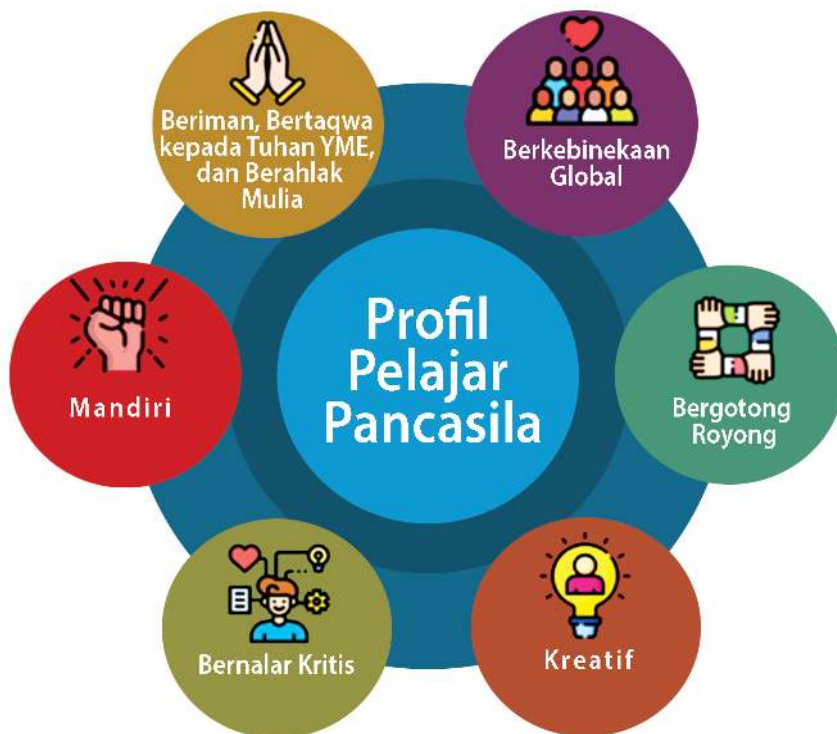 Beriman, Bertaqwa
kepada Tuhan YME,
dan Berahlak
Mulia
Berkebinekaan
Global
Mandiri
Profil
Pelajar
Pancasila
Bergotong
Royong
Bernalar Kritis
Kreatif